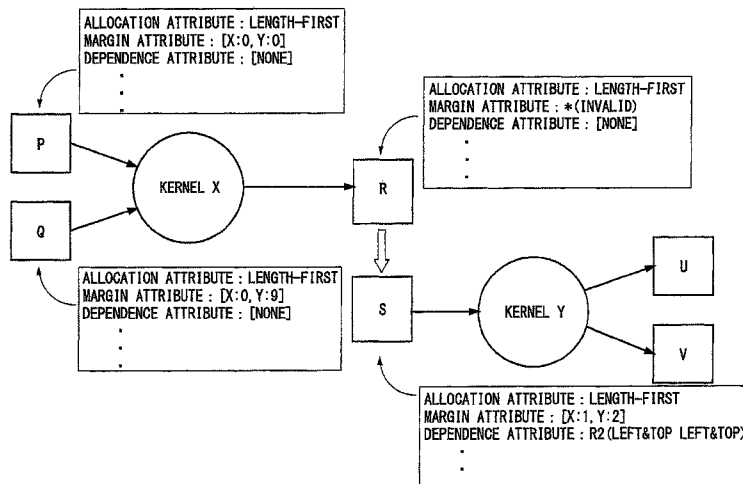 ALLOCATION ATTRIBUTE : LENGTH-FIRST
MARGIN ATTRIBUTE : [X:0, Y:0]
DEPENDENCE ATTRIBUTE : [NONE]
ALLOCATION ATTRIBUTE : LENGTH-FIRST
MARGIN ATTRIBUTE : *(INVALID)
DEPENDENCE ATTRIBUTE : [NONE]
P
KERNEL X
R
Q
ALLOCATION ATTRIBUTE : LENGTH-FIRST
MARGIN ATTRIBUTE : [X:0, Y:9]
DEPENDENCE ATTRIBUTE : [NONE]
S
KERNEL Y
U
V
ALLOCATION ATTRIBUTE : LENGTH-FIRST
MARGIN ATTRIBUTE : [X:1, Y:2]
DEPENDENCE ATTRIBUTE : R2(LEFT&TOP LEFT&TOP)